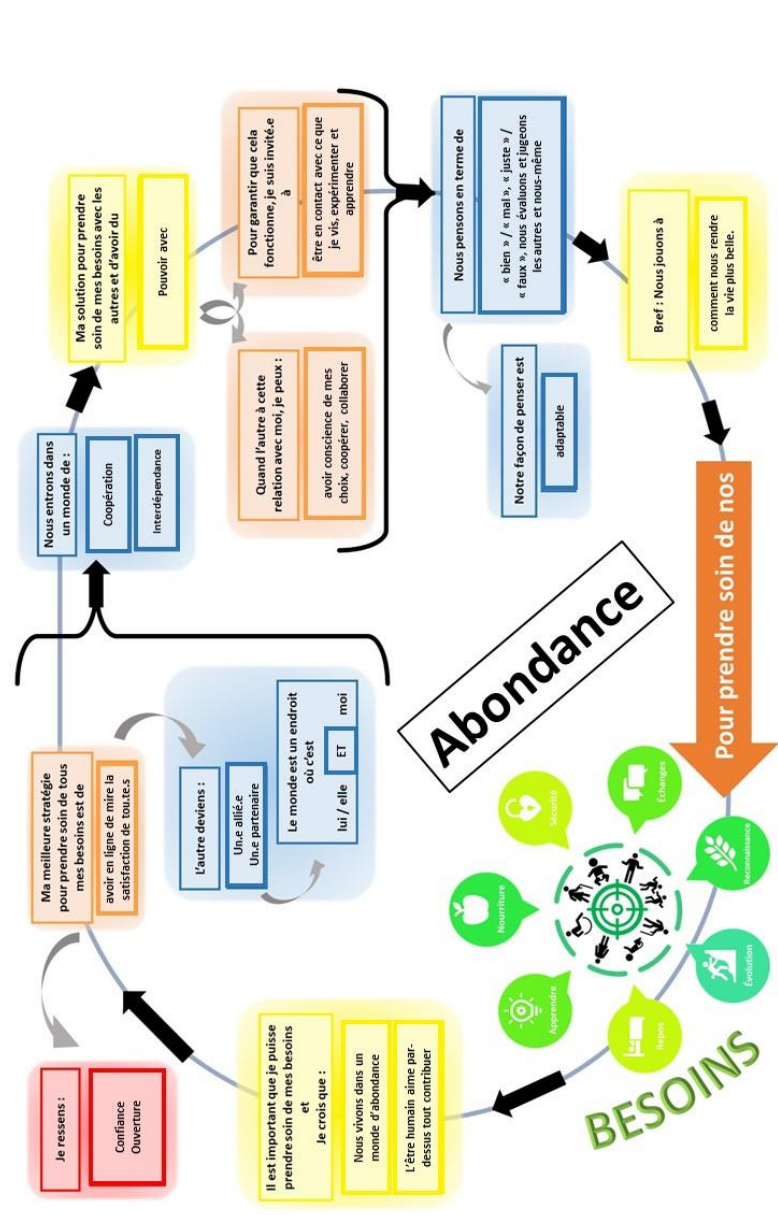 Il est important que je puisse
prendre soin de mes besoins
et
Je crois que :
Nous vivons dans un
monde d'abondance
L'être humain aime par-
dessus tout contribuer
Je ressens :
Confiance
Ouverture
Ma meilleure stratégie
pour prendre soin de tous
mes besoins est de
avoir en ligne de mire la
satisfaction de tou.te.s
L'autre deviens :
Un.e allié.e
Un.e partenaire
Le monde est un endroit
où c'est
lui / elle ET moi
Nous entrons dans
un monde de :
Coopération
Interdépendance
Ma solution pour prendre
soin de mes besoins avec les
autres et d'avoir du
Pouvoir avec
Quand l'autre à cette
relation avec moi, je peux :
avoir conscience de mes
choix, coopérer, collaborer
Pour garantir que cela
fonctionne, je suis invité.e
à
être en contact avec ce que
je vis, expérimenter et
apprendre
Nous pensons en terme de
« bien » / « mal », « juste » /
« faux », nous évaluons et jugeons
les autres et nous-même
Notre façon de penser est
adaptable
Bref : Nous jouons à
comment nous rendre
la vie plus belle.
Pour prendre soin de nos
BESOINS
Abondance
Repos
Apprendre
Nourriture
Sécurité
Échanges
Reconnaissance
Évolution